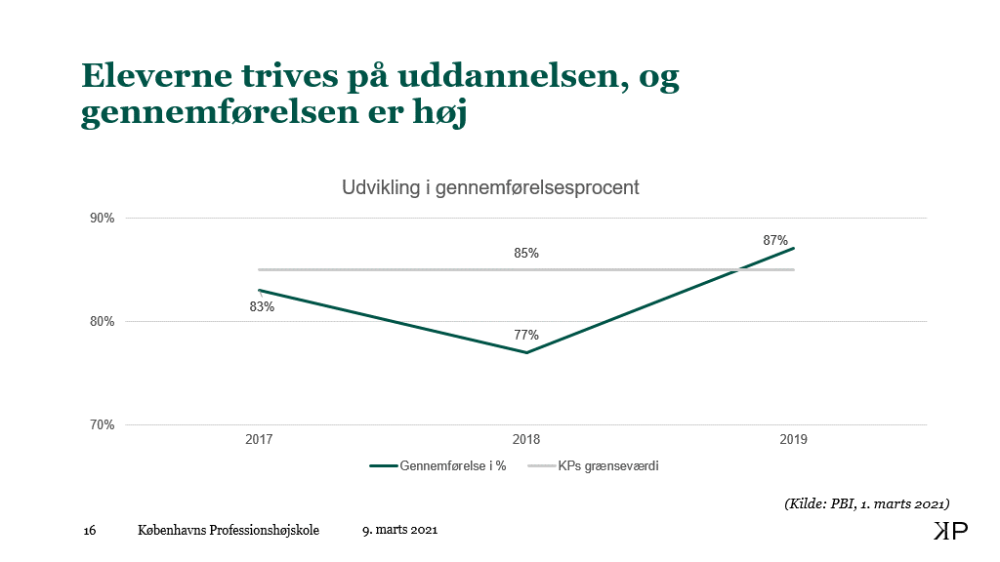 Eleverne trives på uddannelsen, og
gennemførelsen er høj
Udvikling i gennemførelsesprocent
90%
80%
70%
83%
85%
77%
87%
2017
2018
2019
Gennemførelse i %
KPs grænseværdi
(Kilde: PBI, 1. marts 2021)
16
Københavns Professionshøjskole
9. marts 2021
KP